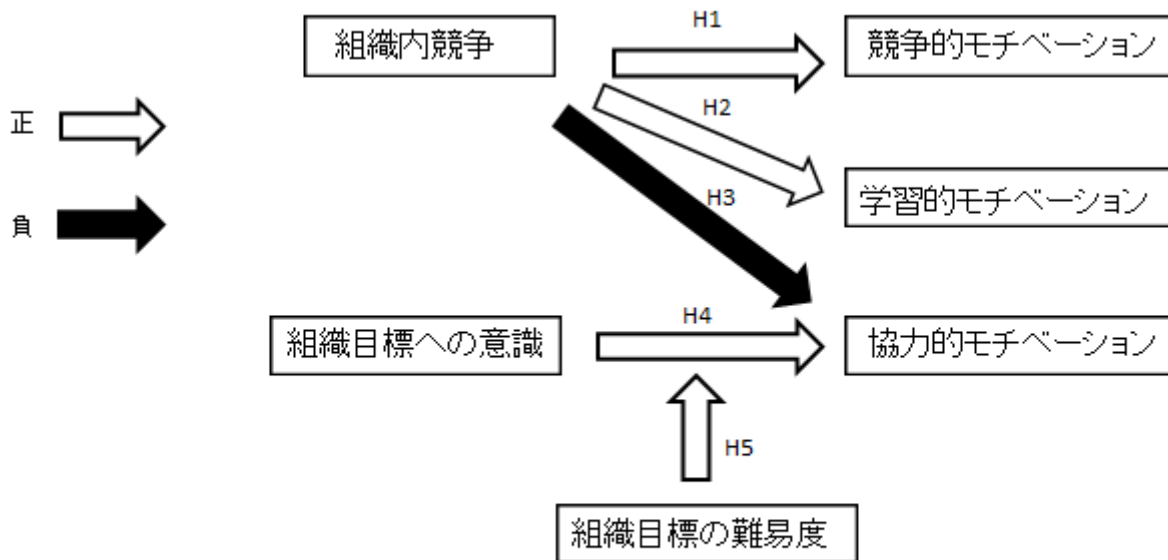 H1
組織内競争
競争的モチベーション
正
H2
学習的モチベーション
H3
負
H4
組織目標への意識
協力的モチベーション
H5
組織目標の難易度